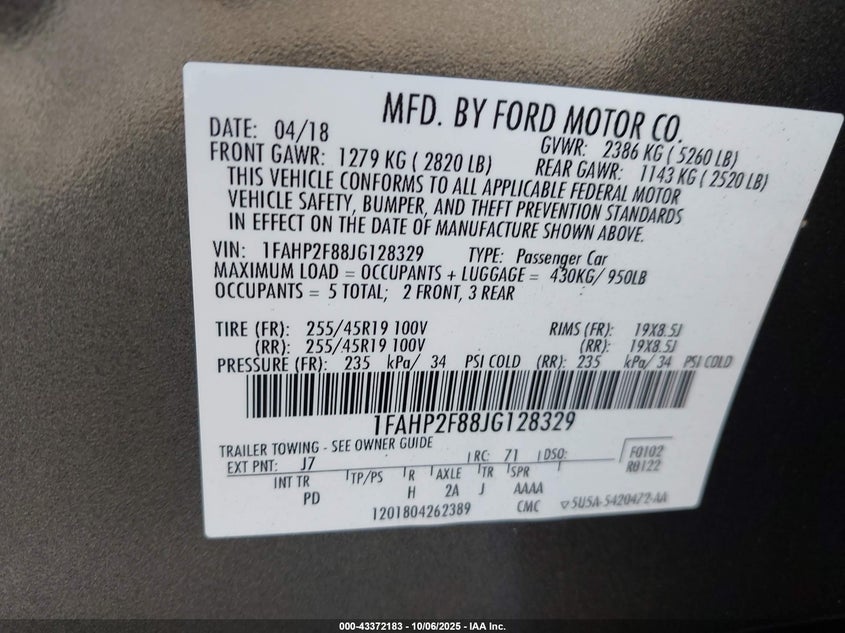 MFD. BY FORD MOTOR CO.
DATE: 04/18
GVWR: 2386 KG ( 5260 LB)
FRONT GAWR: 1279 KG ( 2820 LB)
REAR GAWR: 1143 KG ( 2520 LB)
THIS VEHICLE CONFORMS TO ALL APPLICABLE FEDERAL MOTOR
VEHICLE SAFETY, BUMPER, AND THEFT PREVENTION STANDARDS
IN EFFECT ON THE DATE OF MANUFACTURE SHOWN ABOVE.
VIN: 1FAHP2F88JG128329 TYPE: Passenger Car
MAXIMUM LOAD = OCCUPANTS + LUGGAGE = 430KG/ 950LB
OCCUPANTS = 5 TOTAL; 2 FRONT, 3 REAR
TIRE (FR): 255/45R19 100V RIMS (FR): 19X8.5J
(RR): 255/45R19 100V (RR): 19X8.5J
PRESSURE (FR): 235 kPa/ 34 PSI COLD (RR): 235 kPa/ 34 PSI COLD
1FAHP2F88JG128329
TRAILER TOWING - SEE OWNER GUIDE
EXT PNT: J7 RC: 71 DSO: F0102
R0122
INT TR TP/PS R AXLE TR SPR
PD H 2A J AAAA
1201804262389 CMC ▽5U5A-5420472-AA
000-43372183 - 10/06/2025 - IAA Inc.